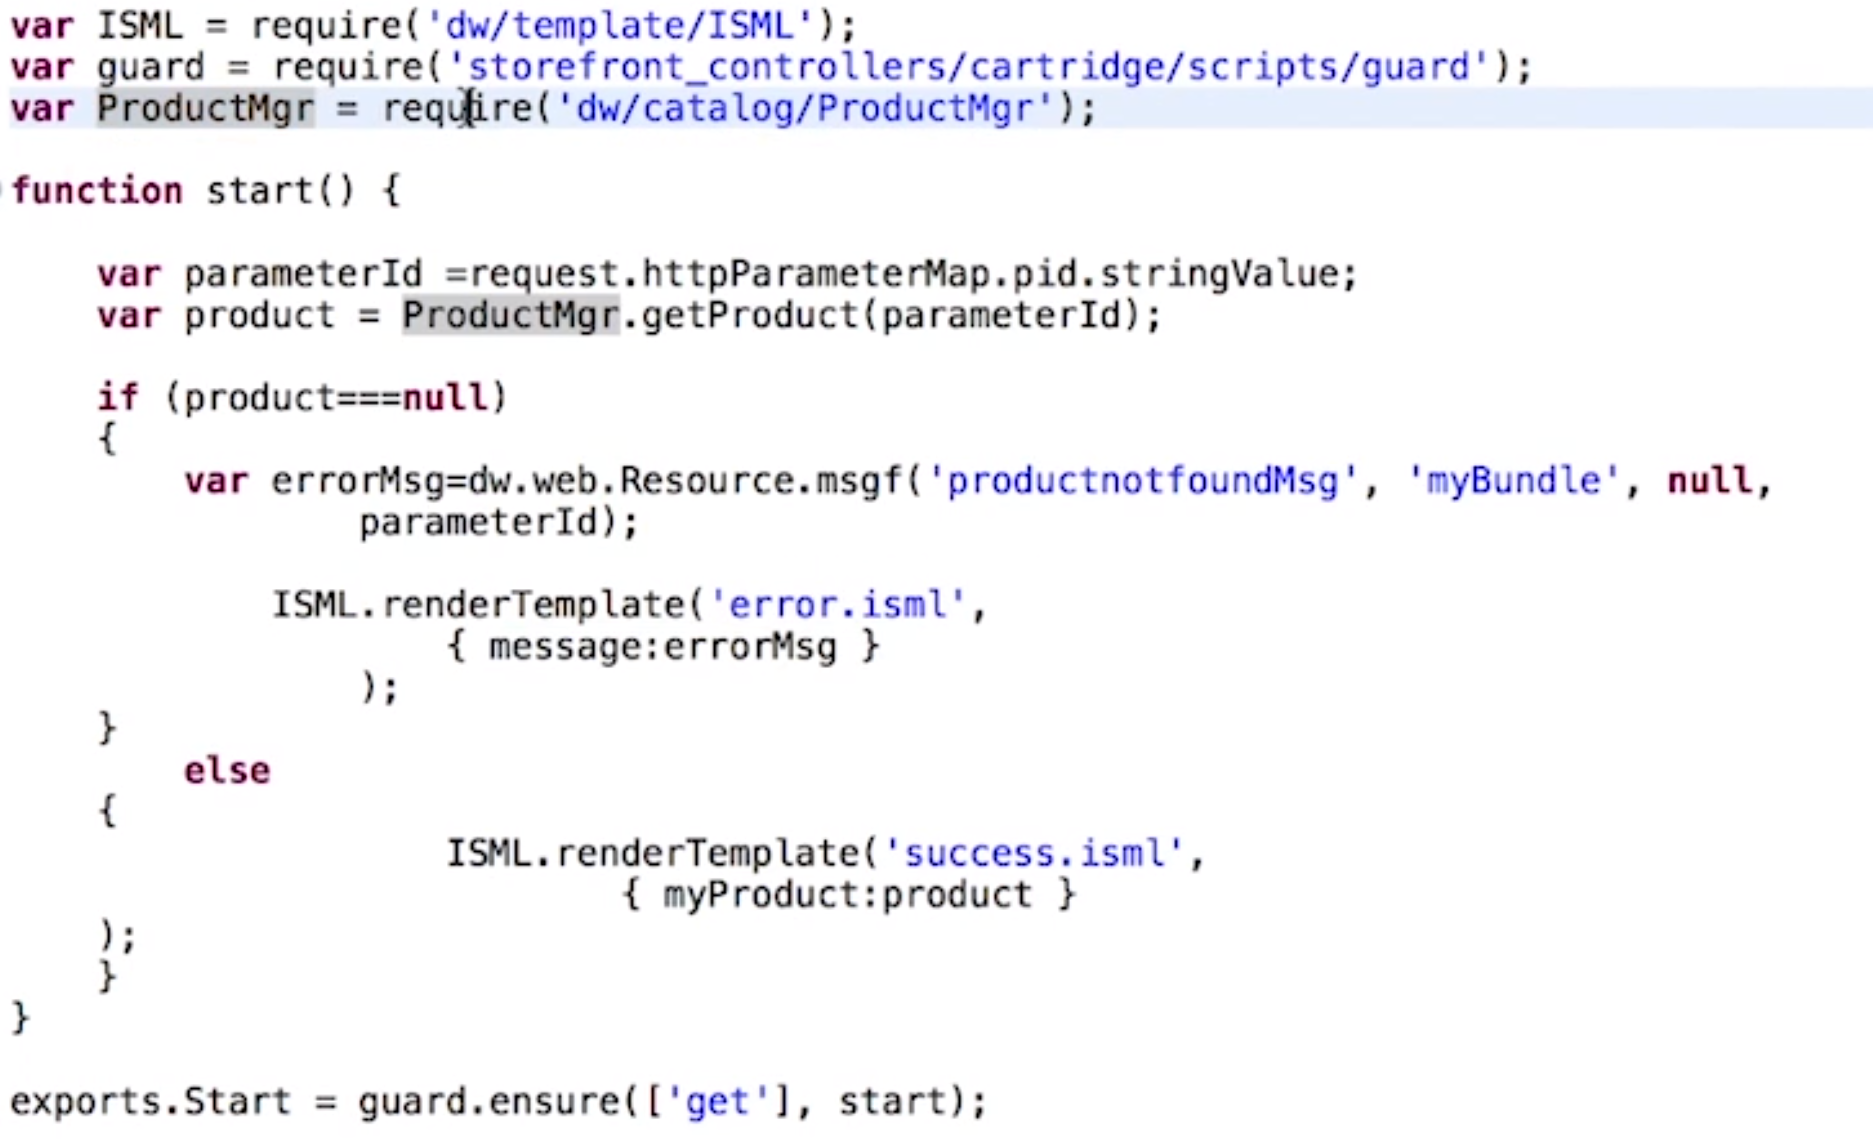 var ISML = require('dw/template/ISML');
var guard = require('storefront_controllers/cartridge/scripts/guard');
var ProductMgr = require('dw/catalog/ProductMgr');
function start() {
var parameterId =request.httpParameterMap.pid.stringValue;
var product = ProductMgr.getProduct(parameterId);
if (product===null)
{
var errorMsg=dw.web.Resource.msgf('productnotfoundMsg', 'myBundle', null,
parameterId);
ISML.renderTemplate('error.isml',
{ message:errorMsg }
);
}
else
{
ISML.renderTemplate('success.isml',
{ myProduct:product }
);
}
}
exports.Start = guard.ensure(['get'], start);